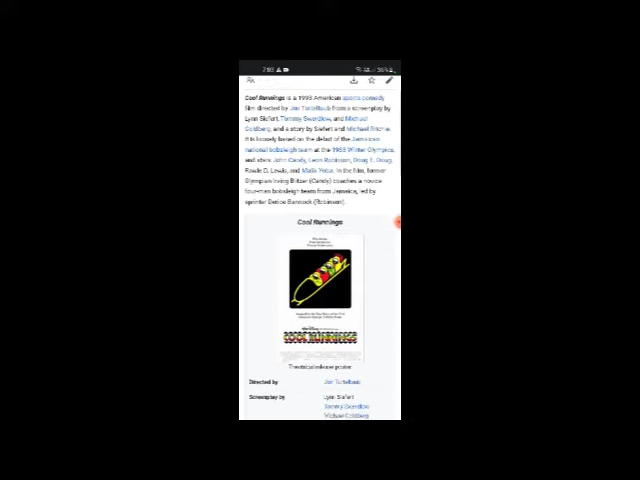 7:03
Cool Runnings is a 1993 American sports comedy
film directed by Jon Turteltaub from a screenplay by
Lynn Siefert, Tommy Swerdlow, and Michael
Goldberg, and a story by Siefert and Michael Ritchie.
It is loosely based on the debut of the Jamaican
national bobsleigh team at the 1988 Winter Olympics,
and stars John Candy, Leon Robinson, Doug E. Doug,
Rawle D. Lewis, and Malik Yoba. In the film, former
Olympian Irving Blitzer (Candy) coaches a novice
four-man bobsleigh team from Jamaica, led by
sprinter Derice Bannock (Robinson).
Cool Runnings
COOL RUNNINGS
Theatrical release poster
Directed by
Jon Turteltaub
Screenplay by
Lynn Siefert
Tommy Swerdlow
Michael Goldberg